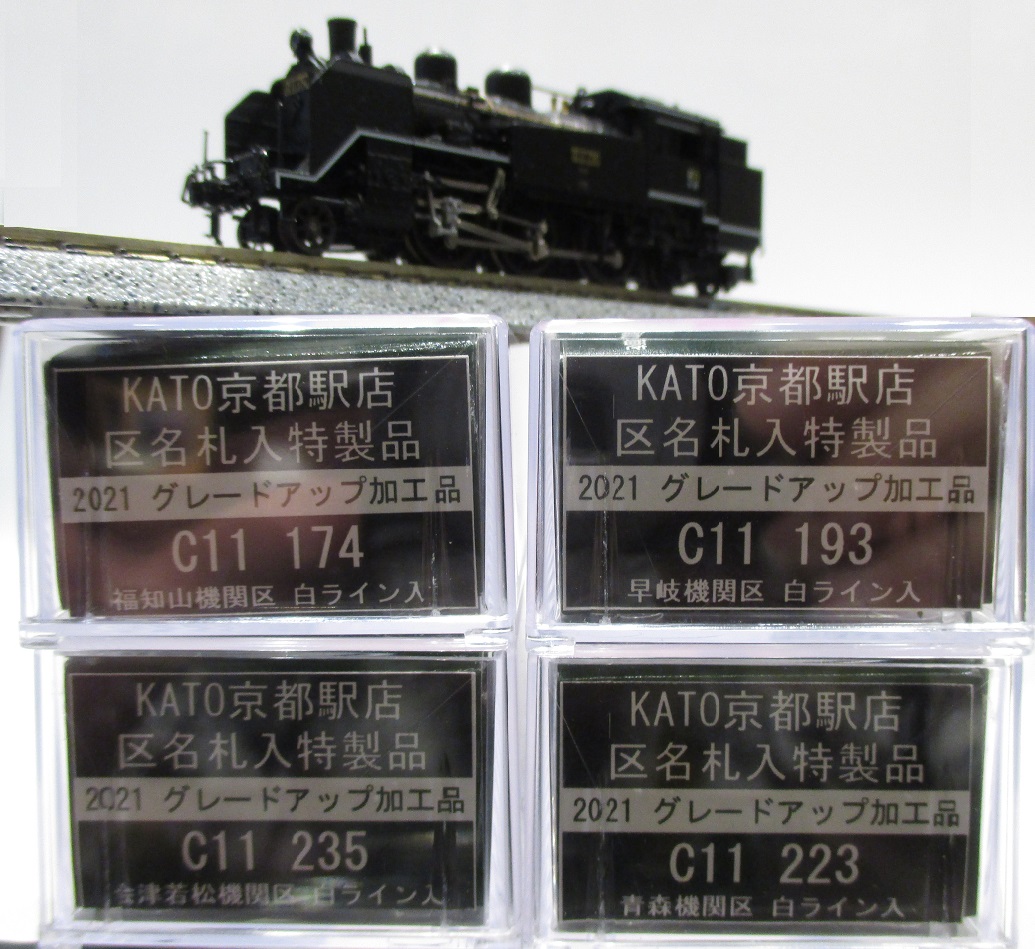 KATO京都駅店
区名札入特製品
2021 グレードアップ加工品
C11 174
福知山機関区 白ライン入
KATO京都駅店
区名札入特製品
2021 グレードアップ加工品
C11 193
早岐機関区 白ライン入
KATO京都駅店
区名札入特製品
2021 グレードアップ加工品
C11 235
会津若松機関区 白ライン入
KATO京都駅店
区名札入特製品
2021 グレードアップ加工品
C11 223
青森機関区 白ライン入